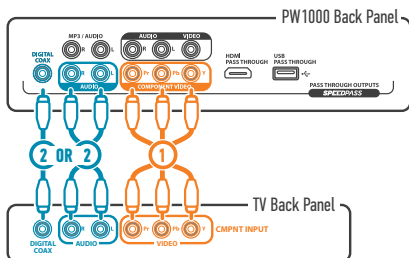 PW1000 Back Panel
MP3 / AUDIO
AUDIO VIDEO
DIGITAL COAX
R L R L
HDMI PASS THROUGH
USB PASS THROUGH
R L Pr Pb Y
AUDIO
COMPONENT VIDEO
PASS THROUGH OUTPUTS
SPEEDPASS
2 OR 2 1
TV Back Panel
R L Pr Pb Y
CMPNT INPUT
DIGITAL COAX
AUDIO
VIDEO